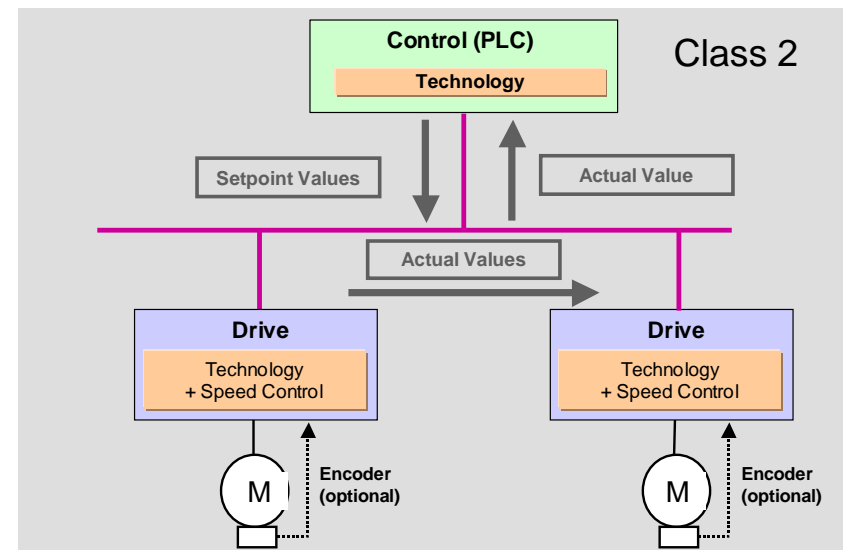 Control (PLC)
Class 2
Technology
Setpoint Values
Actual Value
Actual Values
Drive
Technology
+ Speed Control
Drive
Technology
+ Speed Control
M
Encoder
(optional)
M
Encoder
(optional)